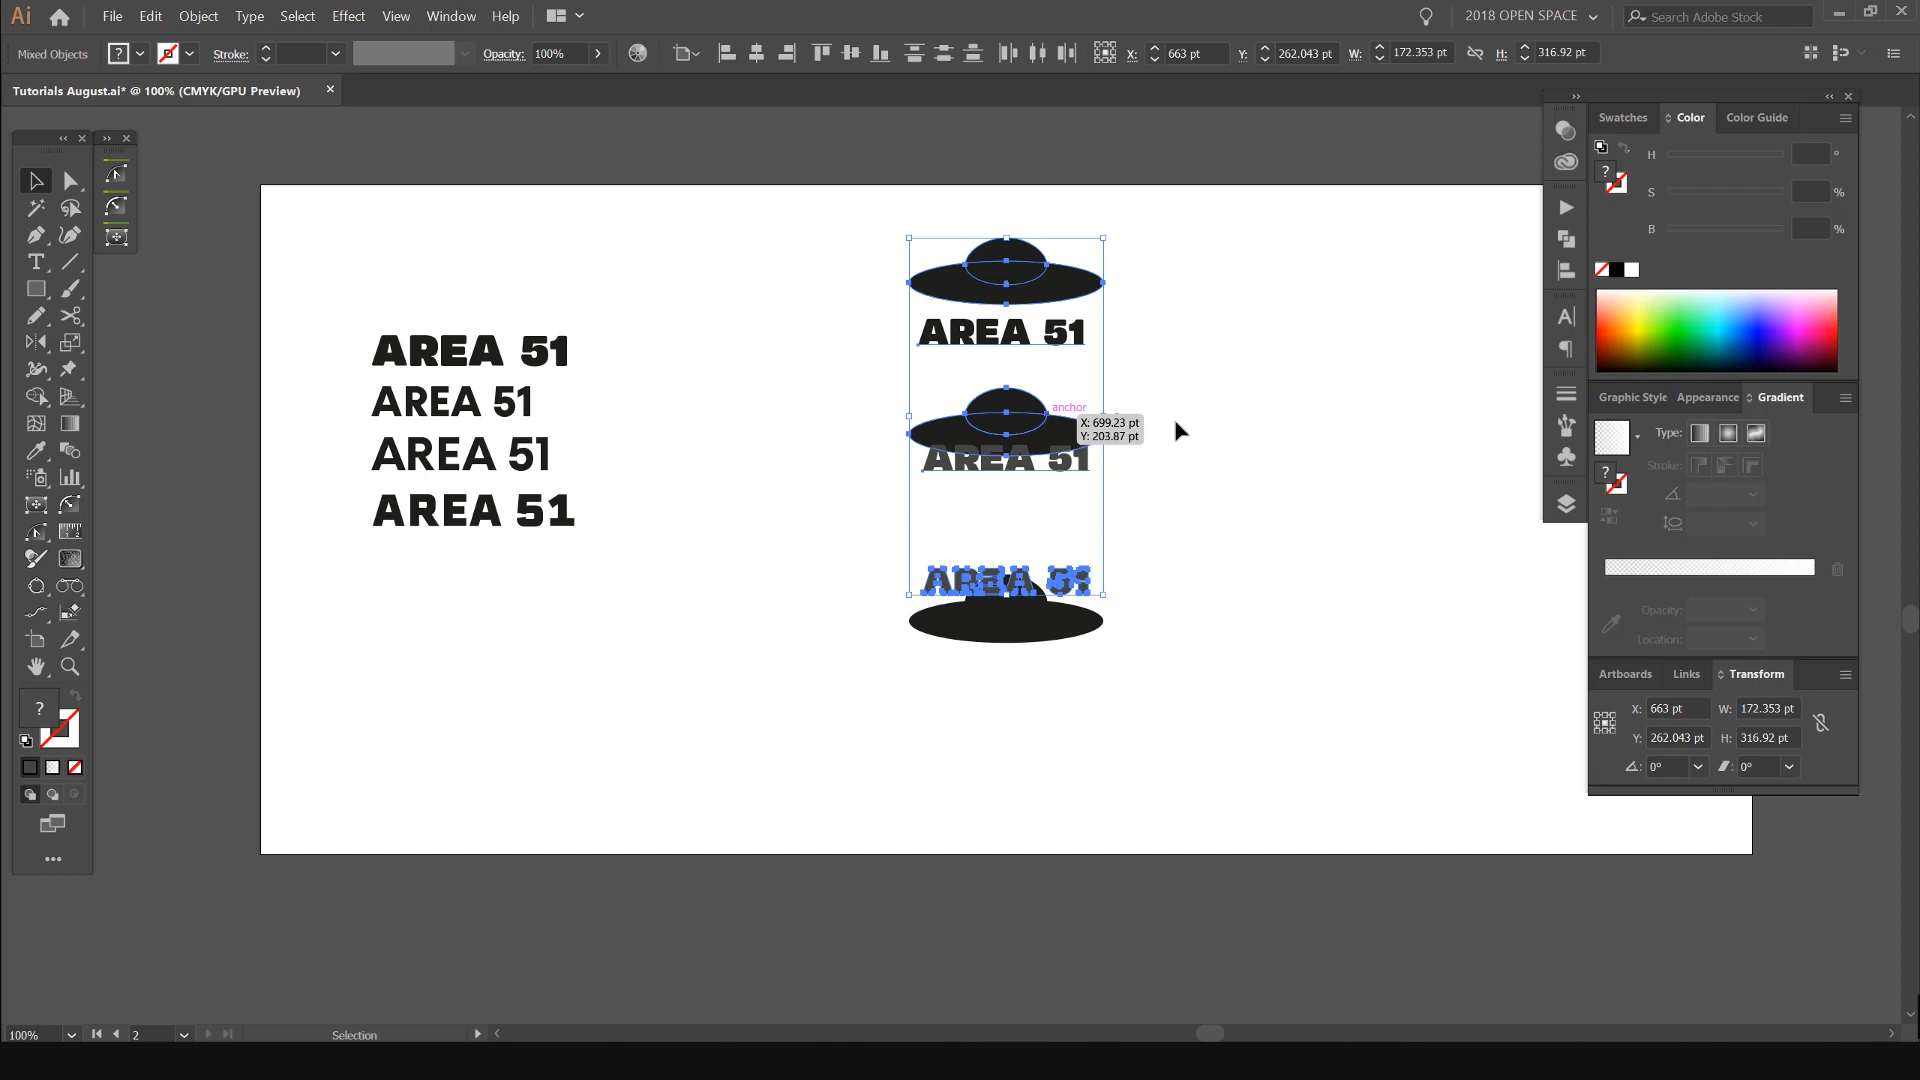 Ai File Edit Object Type Select Effect View Window Help 2018 OPEN SPACE Search Adobe Stock
Mixed Objects ? Stroke: Opacity: 100% X: 663 pt Y: 262.043 pt W: 172.353 pt H: 316.92 pt
Tutorials August.ai* @ 100% (CMYK/GPU Preview)
Swatches Color Color Guide
H °
? S %
B %
AREA 51
AREA 51
AREA 51
AREA 51
AREA 51
anchor
X: 699.23 pt
Y: 203.87 pt
AREA 51
AREA 51
Graphic Style Appearance Gradient
Type:
Stroke:
?
Opacity:
Location:
Artboards Links Transform
X: 663 pt W: 172.353 pt
Y: 262.043 pt H: 316.92 pt
0° 0°
?
100% 2 Selection